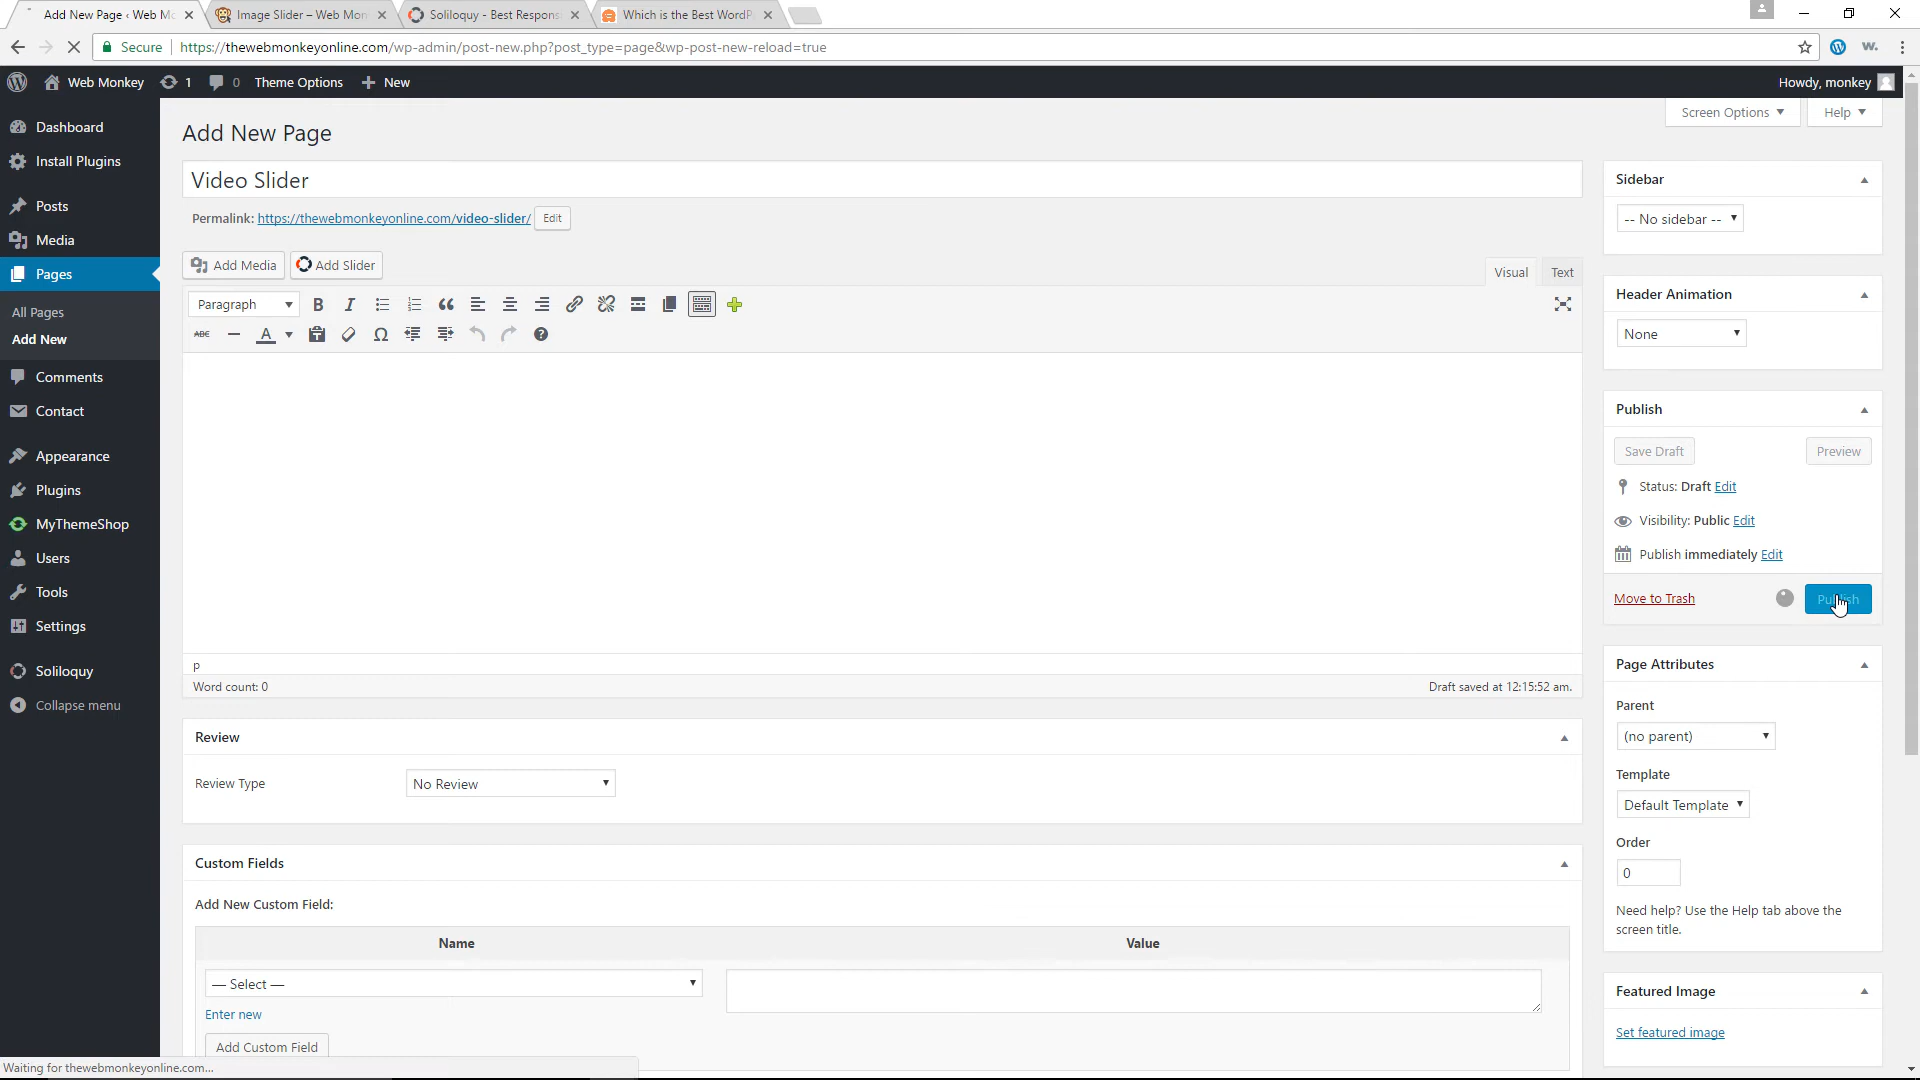 Add New Page ‹ Web Mo
Image Slider – Web Mon
Soliloquy - Best Respons
Which is the Best WordP
Secure
https://thewebmonkeyonline.com/wp-admin/post-new.php?post_type=page&wp-post-new-reload=true
Web Monkey
1
0
Theme Options
New
Howdy, monkey
Dashboard
Install Plugins
Posts
Media
Pages
All Pages
Add New
Comments
Contact
Appearance
Plugins
MyThemeShop
Users
Tools
Settings
Soliloquy
Collapse menu
Screen Options
Help
Add New Page
Video Slider
Permalink: https://thewebmonkeyonline.com/video-slider/ Edit
Add Media
Add Slider
Visual
Text
Paragraph
B
I
ABC
A
Ω
p
Word count: 0
Draft saved at 12:15:52 am.
Review
Review Type
No Review
Custom Fields
Add New Custom Field:
Name
Value
— Select —
Enter new
Add Custom Field
Sidebar
-- No sidebar --
Header Animation
None
Publish
Save Draft
Preview
Status: Draft Edit
Visibility: Public Edit
Publish immediately Edit
Move to Trash
Publish
Page Attributes
Parent
(no parent)
Template
Default Template
Order
0
Need help? Use the Help tab above the
screen title.
Featured Image
Set featured image
Waiting for thewebmonkeyonline.com...